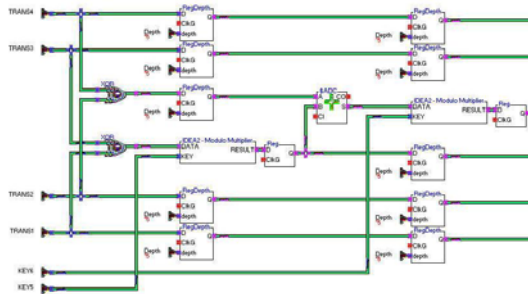 TRANS4
RegDepth
D Q
ClkG
Depth depth
RegDepth
D Q
ClkG
Depth depth
TRANS3
D Q
ClkG
Depth depth
D Q
ClkG
Depth depth
XOR
RegDepth
D Q
ClkG
Depth depth
ADD
A CO
B S
CI
IDEA2 - Modulo Multiplier
DATA
RESULT
KEY
Reg
D Q
ClkG
XOR
IDEA2 - Modulo Multiplier
DATA
RESULT
KEY
Reg
D Q
ClkG
RegDepth
D Q
ClkG
Depth depth
TRANS2
RegDepth
D Q
ClkG
Depth depth
RegDepth
D Q
ClkG
Depth depth
TRANS1
RegDepth
D Q
ClkG
Depth depth
RegDepth
D Q
ClkG
Depth depth
KEY6
KEY5